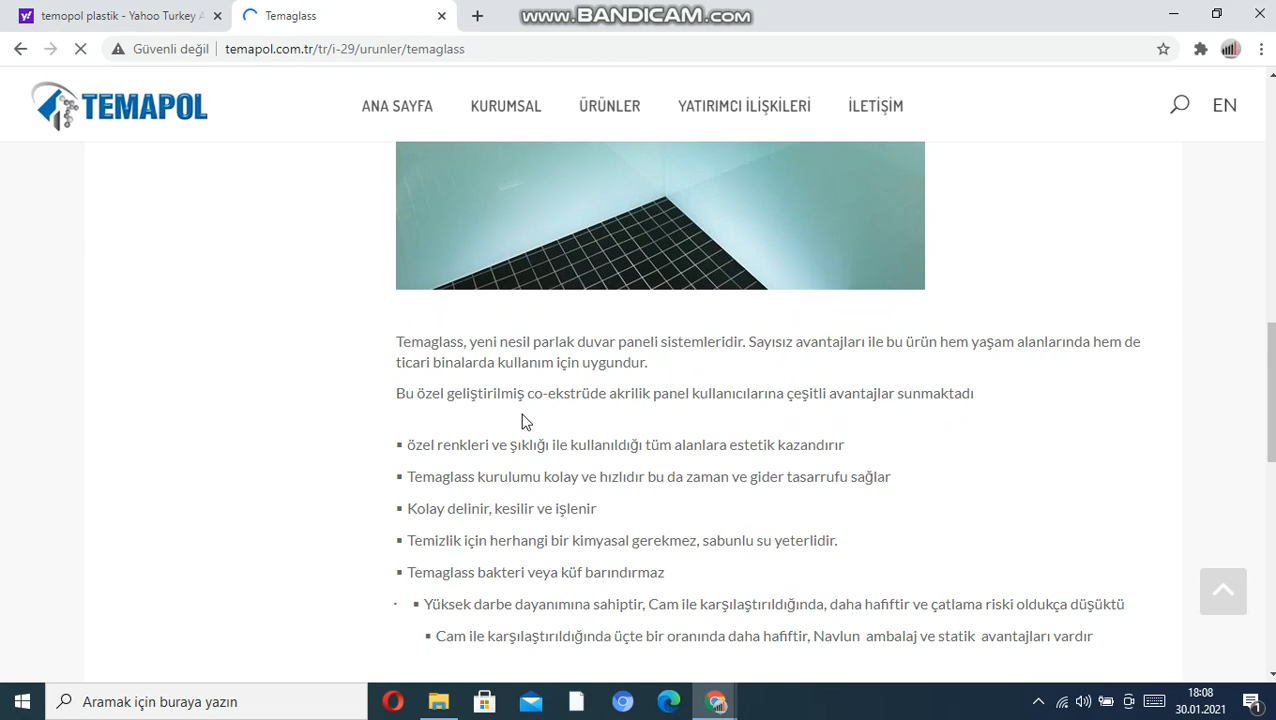 temopol plastik - Yahoo Turkey A
Temaglass
www.BANDICAM.com
Güvenli değil
temapol.com.tr/tr/i-29/urunler/temaglass
TEMAPOL
ANA SAYFA
KURUMSAL
ÜRÜNLER
YATIRIMCI İLİŞKİLERİ
İLETİŞİM
EN
Temaglass, yeni nesil parlak duvar paneli sistemleridir. Sayısız avantajları ile bu ürün hem yaşam alanlarında hem de
ticari binalarda kullanım için uygundur.
Bu özel geliştirilmiş co-ekstrüde akrilik panel kullanıcılarına çeşitli avantajlar sunmaktadı
▪ özel renkleri ve şıklığı ile kullanıldığı tüm alanlara estetik kazandırır
▪ Temaglass kurulumu kolay ve hızlıdır bu da zaman ve gider tasarrufu sağlar
▪ Kolay delinir, kesilir ve işlenir
▪ Temizlik için herhangi bir kimyasal gerekmez, sabunlu su yeterlidir.
▪ Temaglass bakteri veya küf barındırmaz
· ▪ Yüksek darbe dayanımına sahiptir, Cam ile karşılaştırıldığında, daha hafiftir ve çatlama riski oldukça düşüktü
▪ Cam ile karşılaştırıldığında üçte bir oranında daha hafiftir, Navlun ambalaj ve statik avantajları vardır
Aramak için buraya yazın
18:08
30.01.2021
1